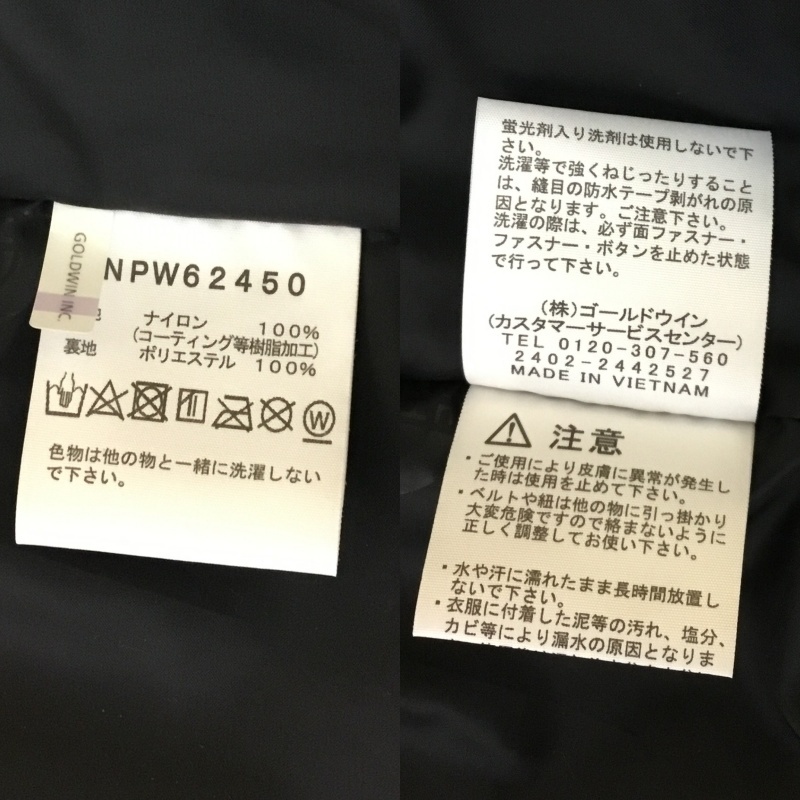 GOLDWIN INC
NPW62450
ナイロン 100%
(コーティング等樹脂加工)
裏地 ポリエステル 100%
W
色物は他の物と一緒に洗濯しない
で下さい。
蛍光剤入り洗剤は使用しないで下
さい。
洗濯等で強くねじったりすること
は、縫目の防水テープ剥がれの原
因となります。ご注意下さい。
洗濯の際は、必ず面ファスナー・
ファスナー・ボタンを止めた状態
で行って下さい。
(株)ゴールドウイン
(カスタマーサービスセンター)
TEL 0120-307-560
2402-2442527
MADE IN VIETNAM
注意
・ご使用により皮膚に異常が発生し
た時は使用を止めて下さい。
・ベルトや紐は他の物に引っ掛かり
大変危険ですので絡まないように
正しく調整してお使い下さい。
・水や汗に濡れたまま長時間放置し
ないで下さい。
・衣服に付着した泥等の汚れ、塩分、
カビ等により漏水の原因となりま